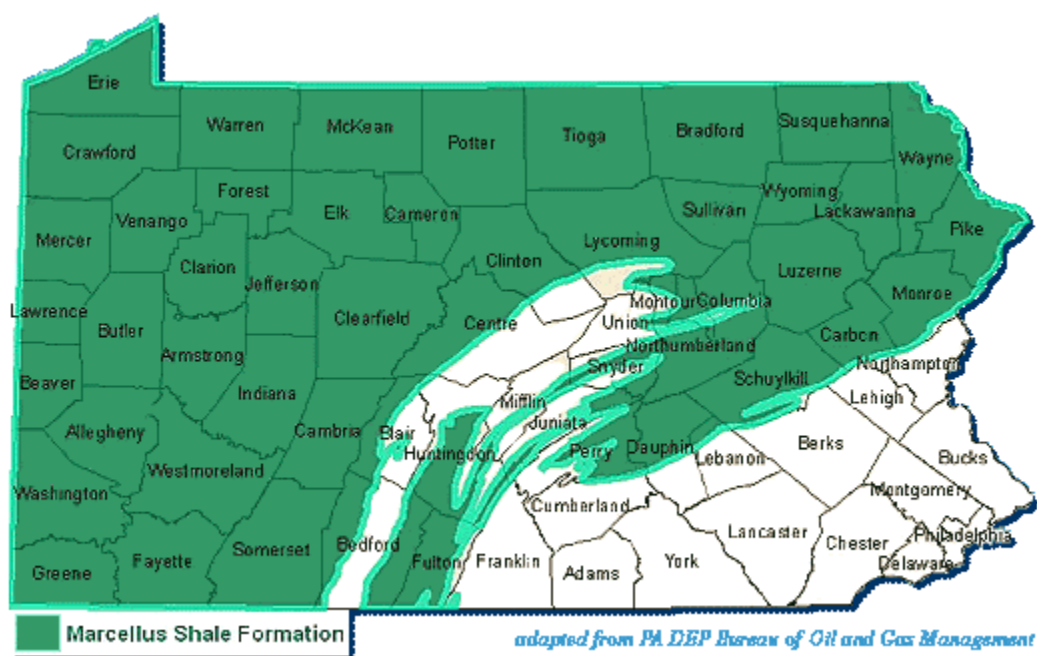 Erie
Warren
McKean
Potter
Tioga
Bradford
Susquehanna
Wayne
Crawford
Forest
Elk
Cameron
Sullivan
Wyoming
Lackawanna
Pike
Venango
Mercer
Clarion
Jefferson
Clinton
Lycoming
Luzerne
Monroe
Lawrence
Butler
Clearfield
Centre
Union
Montour
Columbia
Carbon
Armstrong
Northumberland
Northampton
Beaver
Indiana
Snyder
Schuylkill
Lehigh
Mifflin
Allegheny
Cambria
Blair
Juniata
Huntingdon
Perry
Dauphin
Lebanon
Berks
Bucks
Westmoreland
Washington
Montgomery
Cumberland
Lancaster
Philadelphia
Bedford
Somerset
Fayette
Greene
Fulton
Franklin
Adams
York
Chester
Delaware
Marcellus Shale Formation
adapted from PA DEP Bureau of Oil and Gas Management